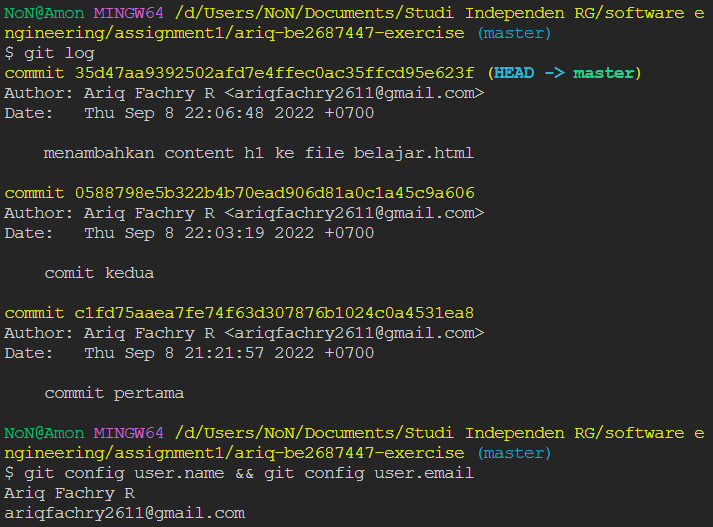 NoN@Amon MINGW64 /d/Users/NoN/Documents/Studi Independen RG/software e
ngineering/assignment1/ariq-be2687447-exercise (master)
$ git log
commit 35d47aa9392502afd7e4ffec0ac35ffcd95e623f (HEAD -> master)
Author: Ariq Fachry R <ariqfachry2611@gmail.com>
Date:   Thu Sep 8 22:06:48 2022 +0700
menambahkan content h1 ke file belajar.html
commit 0588798e5b322b4b70ead906d81a0c1a45c9a606
Author: Ariq Fachry R <ariqfachry2611@gmail.com>
Date:   Thu Sep 8 22:03:19 2022 +0700
comit kedua
commit c1fd75aaea7fe74f63d307876b1024c0a4531ea8
Author: Ariq Fachry R <ariqfachry2611@gmail.com>
Date:   Thu Sep 8 21:21:57 2022 +0700
commit pertama
NoN@Amon MINGW64 /d/Users/NoN/Documents/Studi Independen RG/software e
ngineering/assignment1/ariq-be2687447-exercise (master)
$ git config user.name && git config user.email
Ariq Fachry R
ariqfachry2611@gmail.com